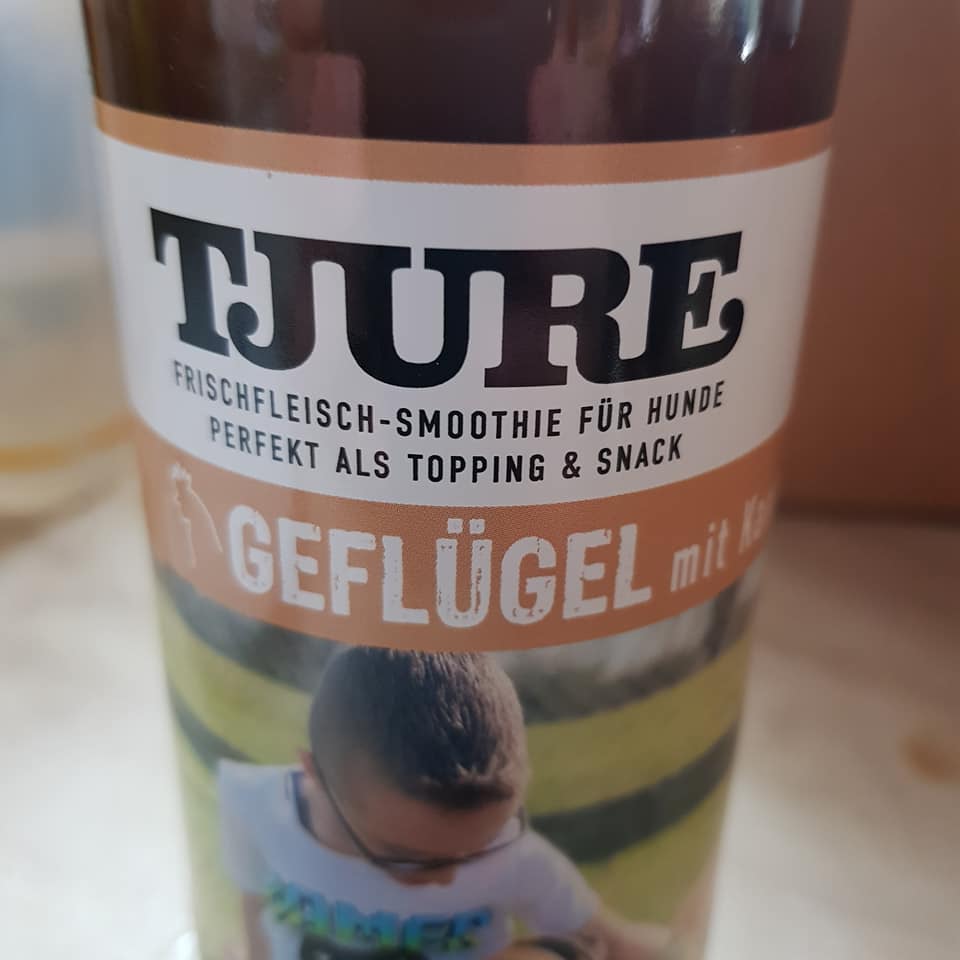 TJURE
FRISCHFLEISCH-SMOOTHIE FÜR HUNDE
PERFEKT ALS TOPPING & SNACK
GEFLÜGEL mit